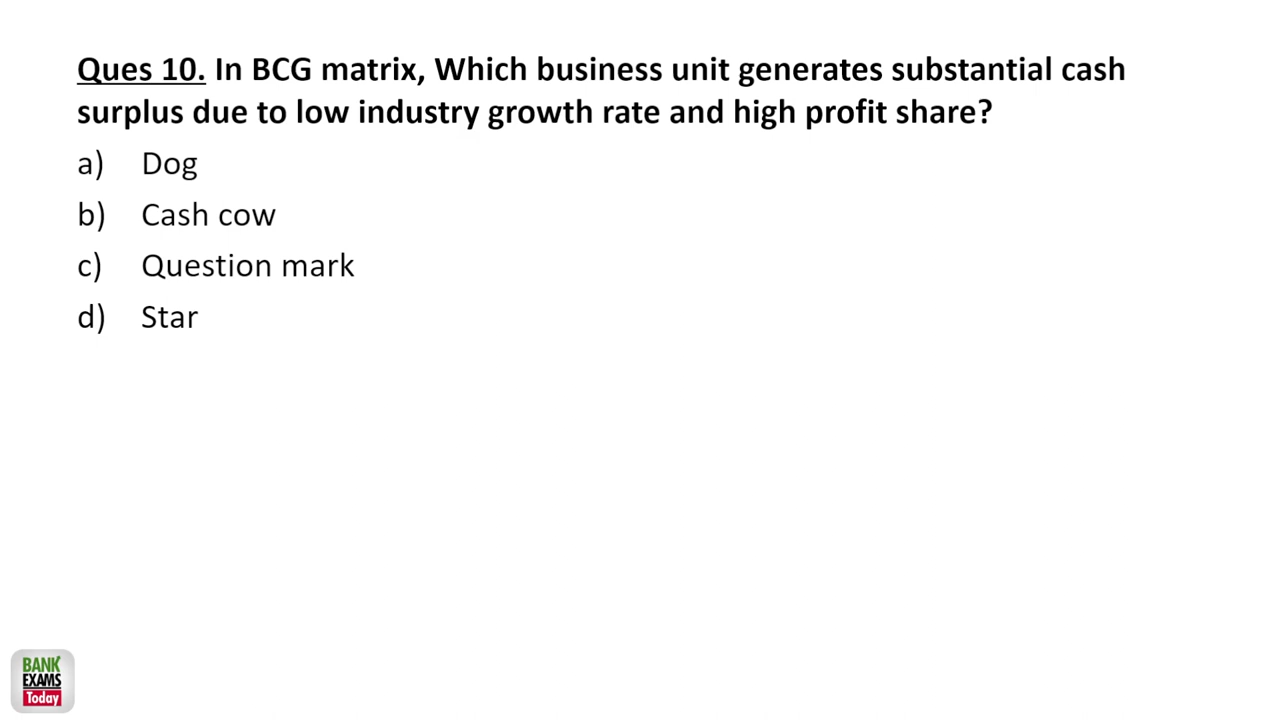 Ques 10. In BCG matrix, Which business unit generates substantial cash
surplus due to low industry growth rate and high profit share?
a) Dog
b) Cash cow
c) Question mark
d) Star
BANK
EXAMS
Today